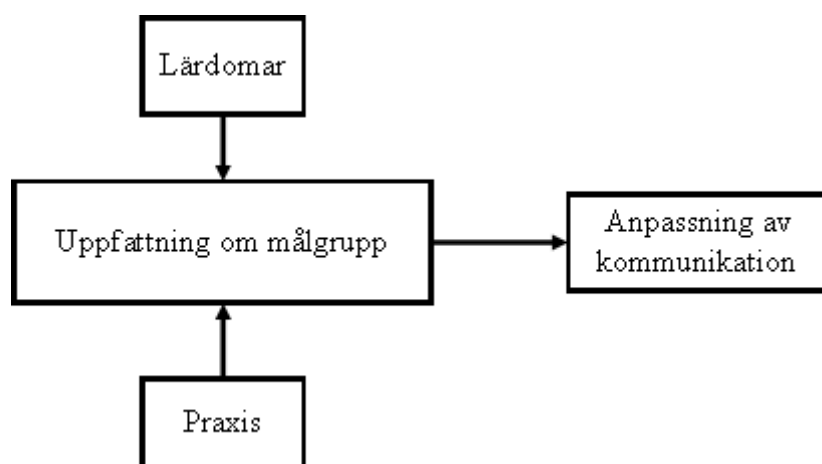 Lärdomar
Uppfattning om målgrupp
Anpassning av
kommunikation
Praxis